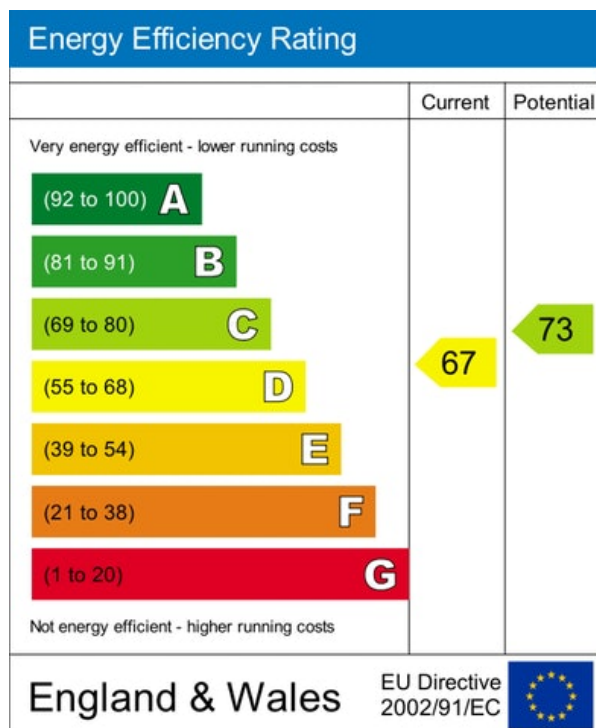 Energy Efficiency Rating
Current Potential
Very energy efficient - lower running costs
(92 to 100) A
(81 to 91) B
(69 to 80) C
73
(55 to 68) D
67
(39 to 54) E
(21 to 38) F
(1 to 20) G
Not energy efficient - higher running costs
England & Wales
EU Directive
2002/91/EC